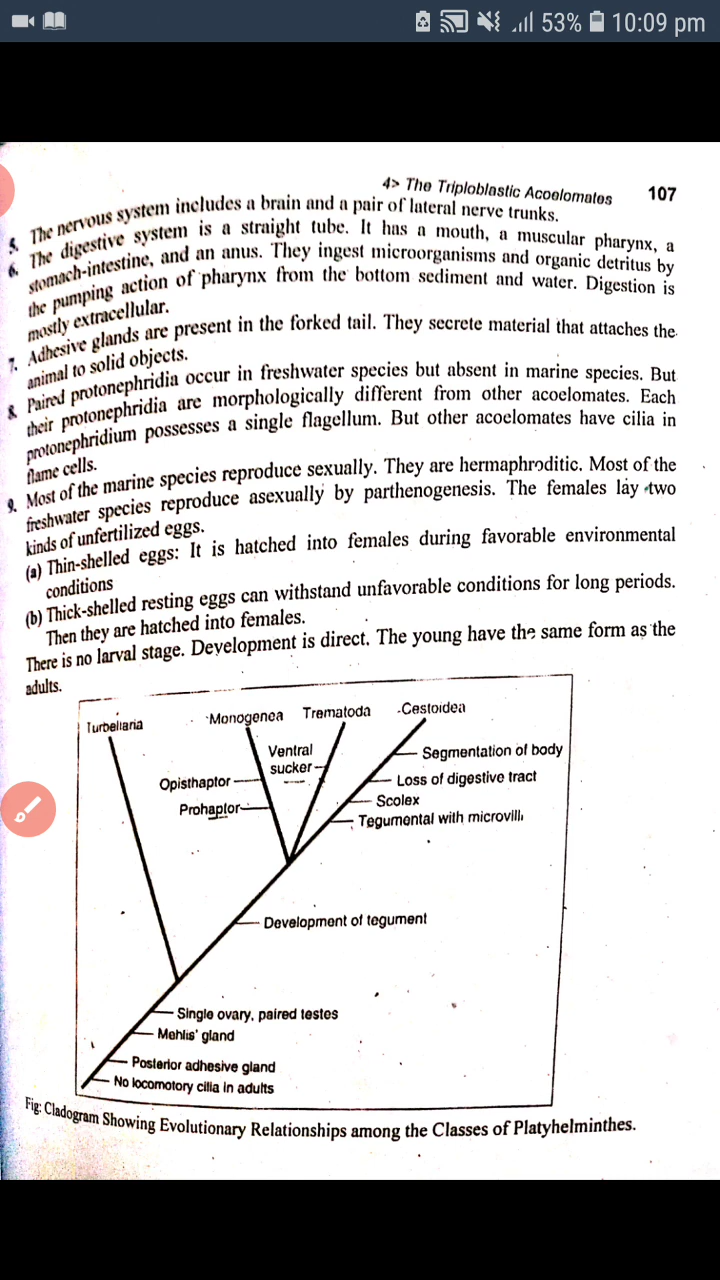 53% 10:09 pm
4> The Triploblastic Acoelomates 107
5. The nervous system includes a brain and a pair of lateral nerve trunks.
6. The digestive system is a straight tube. It has a mouth, a muscular pharynx, a
stomach-intestine, and an anus. They ingest microorganisms and organic detritus by
the pumping action of pharynx from the bottom sediment and water. Digestion is
mostly extracellular.
7. Adhesive glands are present in the forked tail. They secrete material that attaches the
animal to solid objects.
8. Paired protonephridia occur in freshwater species but absent in marine species. But
their protonephridia are morphologically different from other acoelomates. Each
protonephridium possesses a single flagellum. But other acoelomates have cilia in
flame cells.
9. Most of the marine species reproduce sexually. They are hermaphroditic. Most of the
freshwater species reproduce asexually by parthenogenesis. The females lay two
kinds of unfertilized eggs.
(a) Thin-shelled eggs: It is hatched into females during favorable environmental
conditions
(b) Thick-shelled resting eggs can withstand unfavorable conditions for long periods.
Then they are hatched into females.
There is no larval stage. Development is direct. The young have the same form as the
adults.
Turbellaria Monogenea Trematoda Cestoidea
Ventral
sucker
Segmentation of body
Opisthaptor
Loss of digestive tract
Prohaptor
Scolex
Tegumental with microvilli
Development of tegument
Single ovary, paired testes
Mehlis' gland
Posterior adhesive gland
No locomotory cilia in adults
Fig: Cladogram Showing Evolutionary Relationships among the Classes of Platyhelminthes.